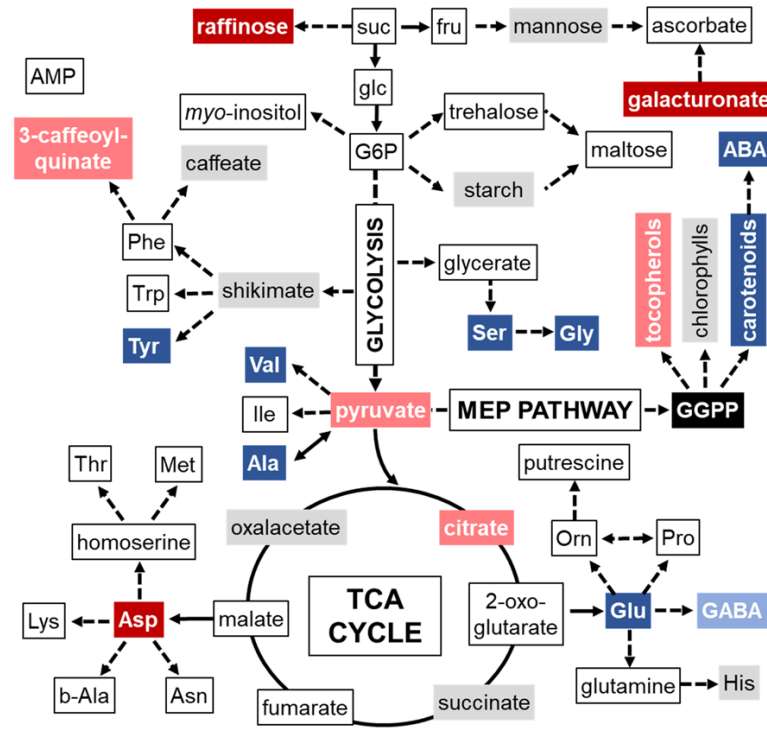 raffinose
suc
fru
mannose
ascorbate
AMP
glc
galacturonate
myo-inositol
trehalose
3-caffeoyl-
quinate
caffeate
G6P
maltose
ABA
starch
Phe
GLYCOLYSIS
tocopherols
chlorophylls
carotenoids
glycerate
Trp
shikimate
Tyr
Ser
Gly
Val
Ile
pyruvate
MEP PATHWAY
GGPP
Ala
Thr
Met
putrescine
oxalacetate
citrate
homoserine
Orn
Pro
TCA
CYCLE
Lys
Asp
malate
2-oxo-
glutarate
Glu
GABA
b-Ala
Asn
fumarate
succinate
glutamine
His